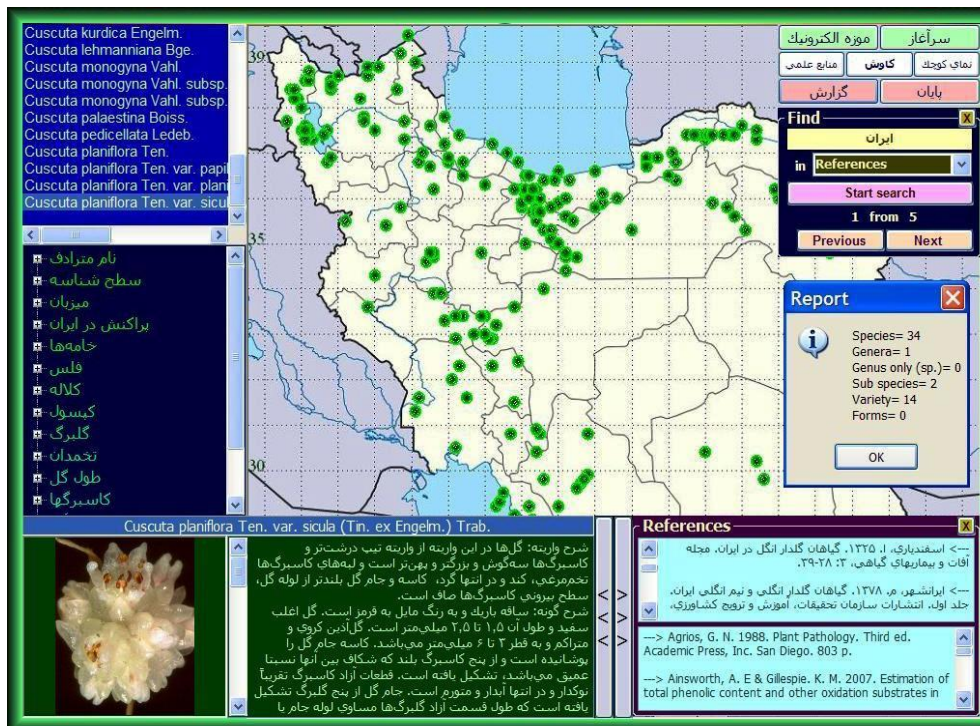 Cuscuta kurdica Engelm.
Cuscuta lehmanniana Bge.
Cuscuta monogyna Vahl.
Cuscuta monogyna Vahl. subsp.
Cuscuta monogyna Vahl. subsp.
Cuscuta palaestina Boiss.
Cuscuta pedicellata Ledeb.
Cuscuta planiflora Ten.
Cuscuta planiflora Ten. var. papil
Cuscuta planiflora Ten. var. plani
Cuscuta planiflora Ten. var. sicul
نام مترادف
سطح شناسه
میزبان
پراکنش در ایران
خامه‌ها
فلس
کلاله
کپسول
گلبرگ
تخمدان
طول گل
کاسبرگها
39
35
30
سرآغاز
موزه الکترونیك
نمای کوچك
کاوش
منابع علمی
پایان
گزارش
Find
ایران
in References
Start search
1 from 5
Previous
Next
Report
Species= 34
Genera= 1
Genus only (sp.)= 0
Sub species= 2
Variety= 14
Forms= 0
OK
Cuscuta planiflora Ten. var. sicula (Tin. ex Engelm.) Trab.
شرح واریته: گل‌ها در این واریته از واریته تیپ درشت‌تر و
کاسبرگ‌ها سه‌گوش و بزرگتر و پهن‌تر است و لبه‌های کاسبرگ‌ها
تخم‌مرغی، کند و در انتها گرد، کاسه و جام گل بلندتر از لوله گل،
سطح بیرونی کاسبرگ‌ها صاف است.
شرح گونه: ساقه باریك و به رنگ مایل به قرمز است. گل اغلب
سفید و طول آن ۱,۵ تا ۲,۵ میلی‌متر است. گل‌آذین کروی و
متراکم و به قطر ۴ تا ۶ میلی‌متر می‌باشد. کاسه جام گل را
پوشانیده است و از پنج کاسبرگ بلند که شکاف بین آنها نسبتا
عمیق می‌باشد، تشکیل یافته است. قطعات آزاد کاسبرگ تقریباً
نوکدار و در انتها آبدار و متورم است. جام گل از پنج گلبرگ تشکیل
یافته است که طول قسمت آزاد گلبرگ‌ها مساوی لوله جام یا
< >
< >
< >
References
---> اسفندیاری، ا. ۱۳۲۵. گیاهان گلدار انگل در ایران. مجله
آفات و بیماریهای گیاهی، ۳: ۲۸-۳۹.
---> ایرانشهر، م. ۱۳۷۸. گیاهان گلدار انگلی و نیم انگلی ایران.
جلد اول. انتشارات سازمان تحقیقات، آموزش و ترویج کشاورزی،
---> Agrios, G. N. 1988. Plant Pathology. Third ed.
Academic Press, Inc. San Diego. 803 p.
---> Ainsworth, A. E & Gillespie. K. M. 2007. Estimation of
total phenolic content and other oxidation substrates in